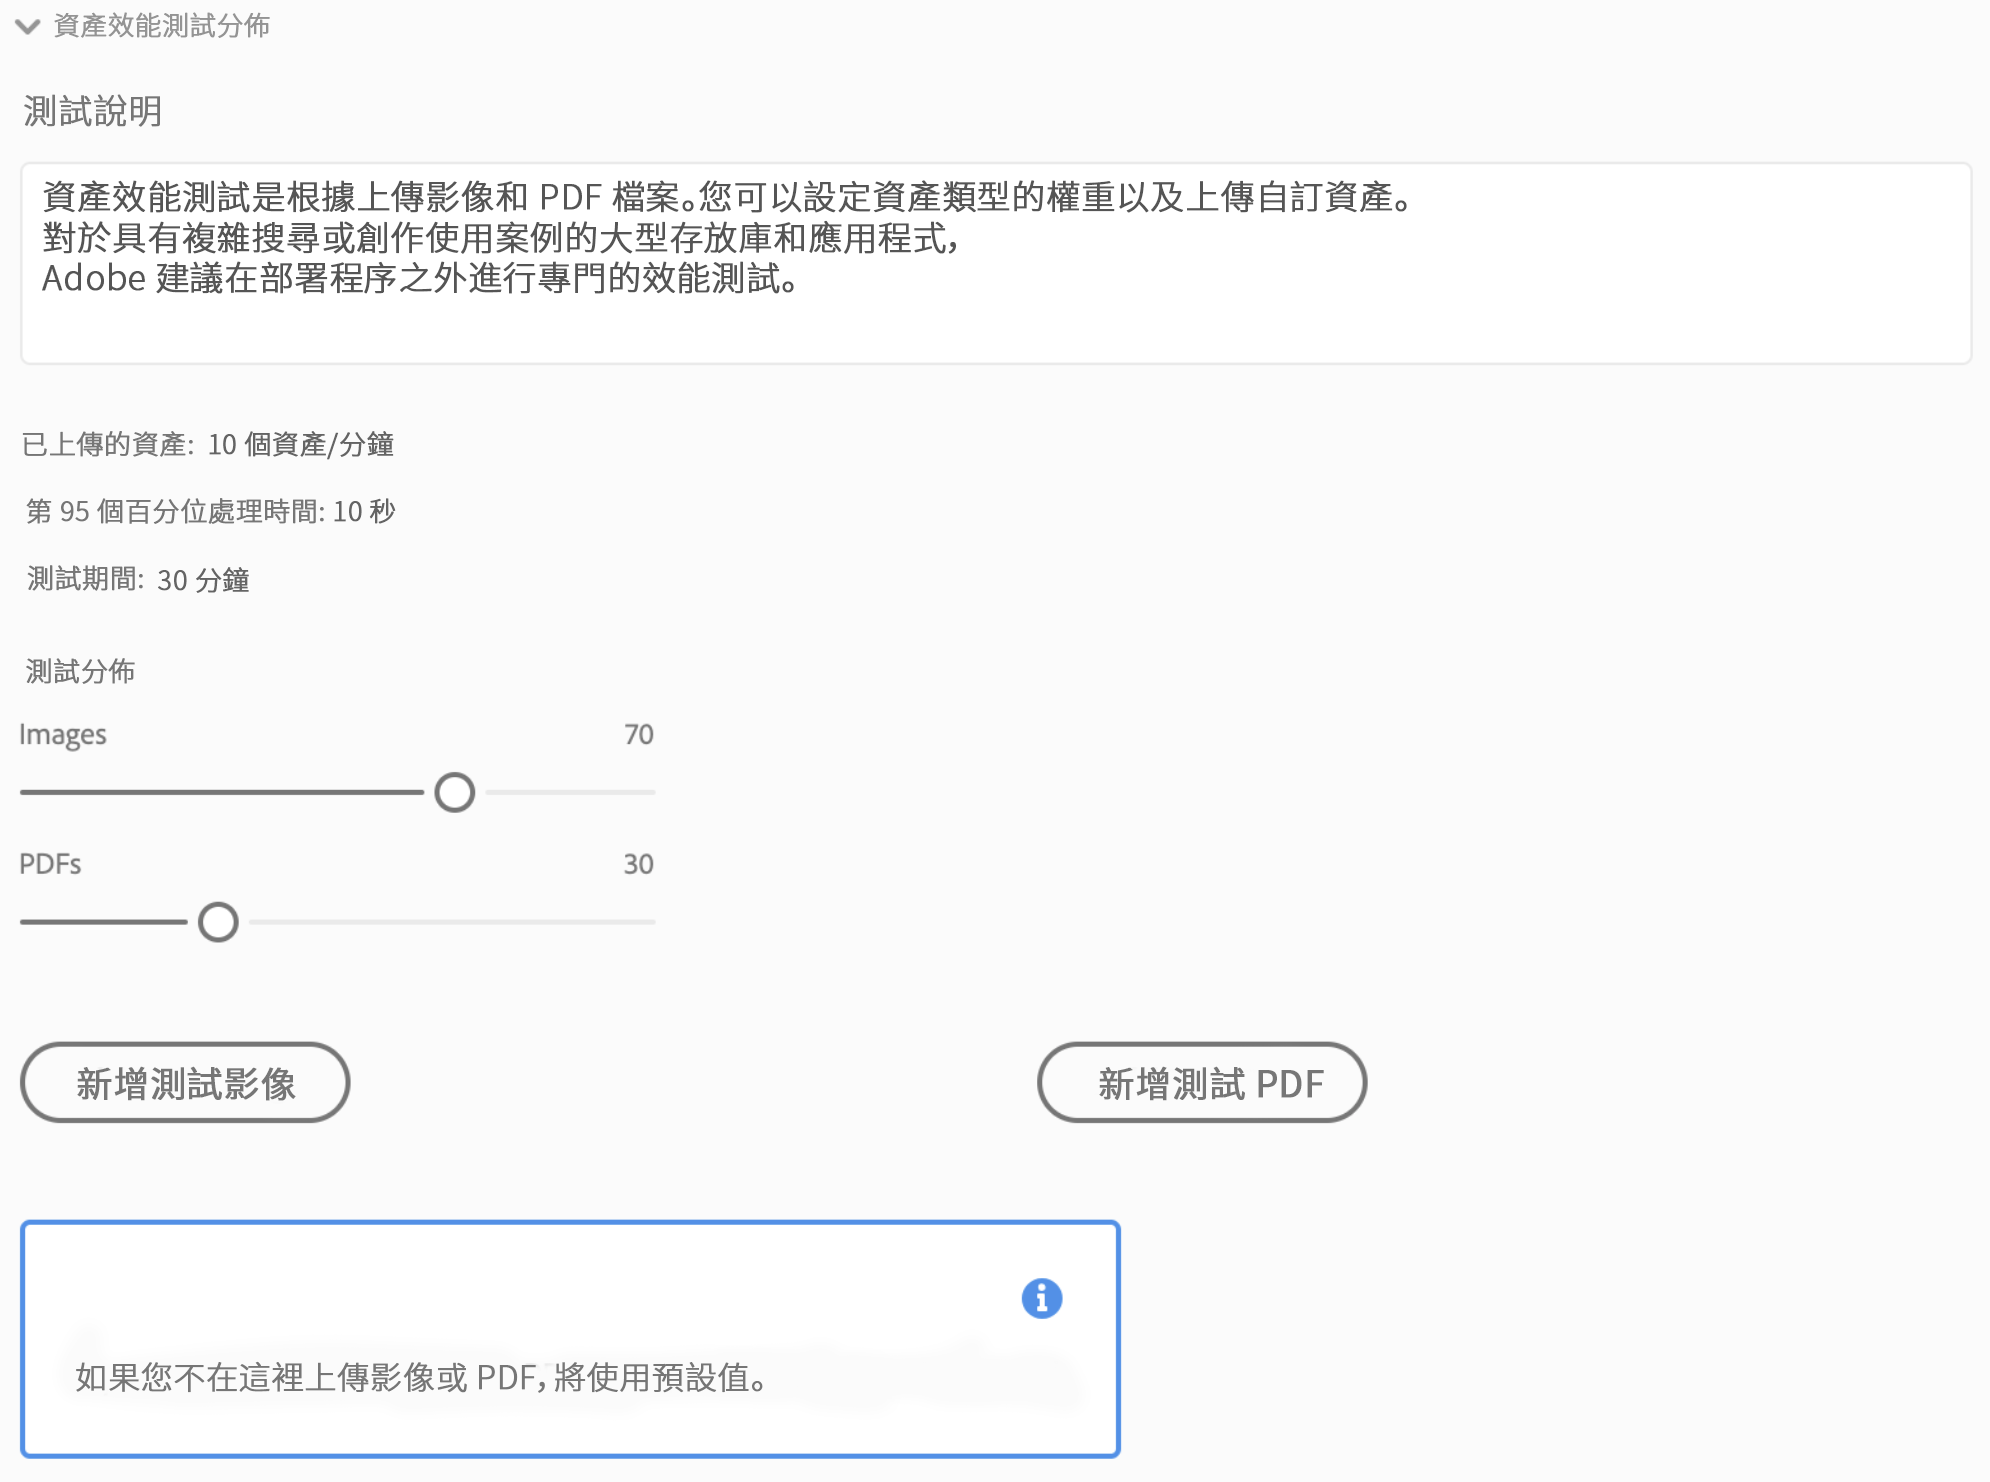 資產效能測試分佈
測試說明
資產效能測試是根據上傳影像和 PDF 檔案。您可以設定資產類型的權重以及上傳自訂資產。
對於具有複雜搜尋或創作使用案例的大型存放庫和應用程式，
Adobe 建議在部署程序之外進行專門的效能測試。
已上傳的資產: 10 個資產/分鐘
第 95 個百分位處理時間: 10 秒
測試期間: 30 分鐘
測試分佈
Images 70
PDFs 30
新增測試影像 新增測試 PDF
如果您不在這裡上傳影像或 PDF，將使用預設值。